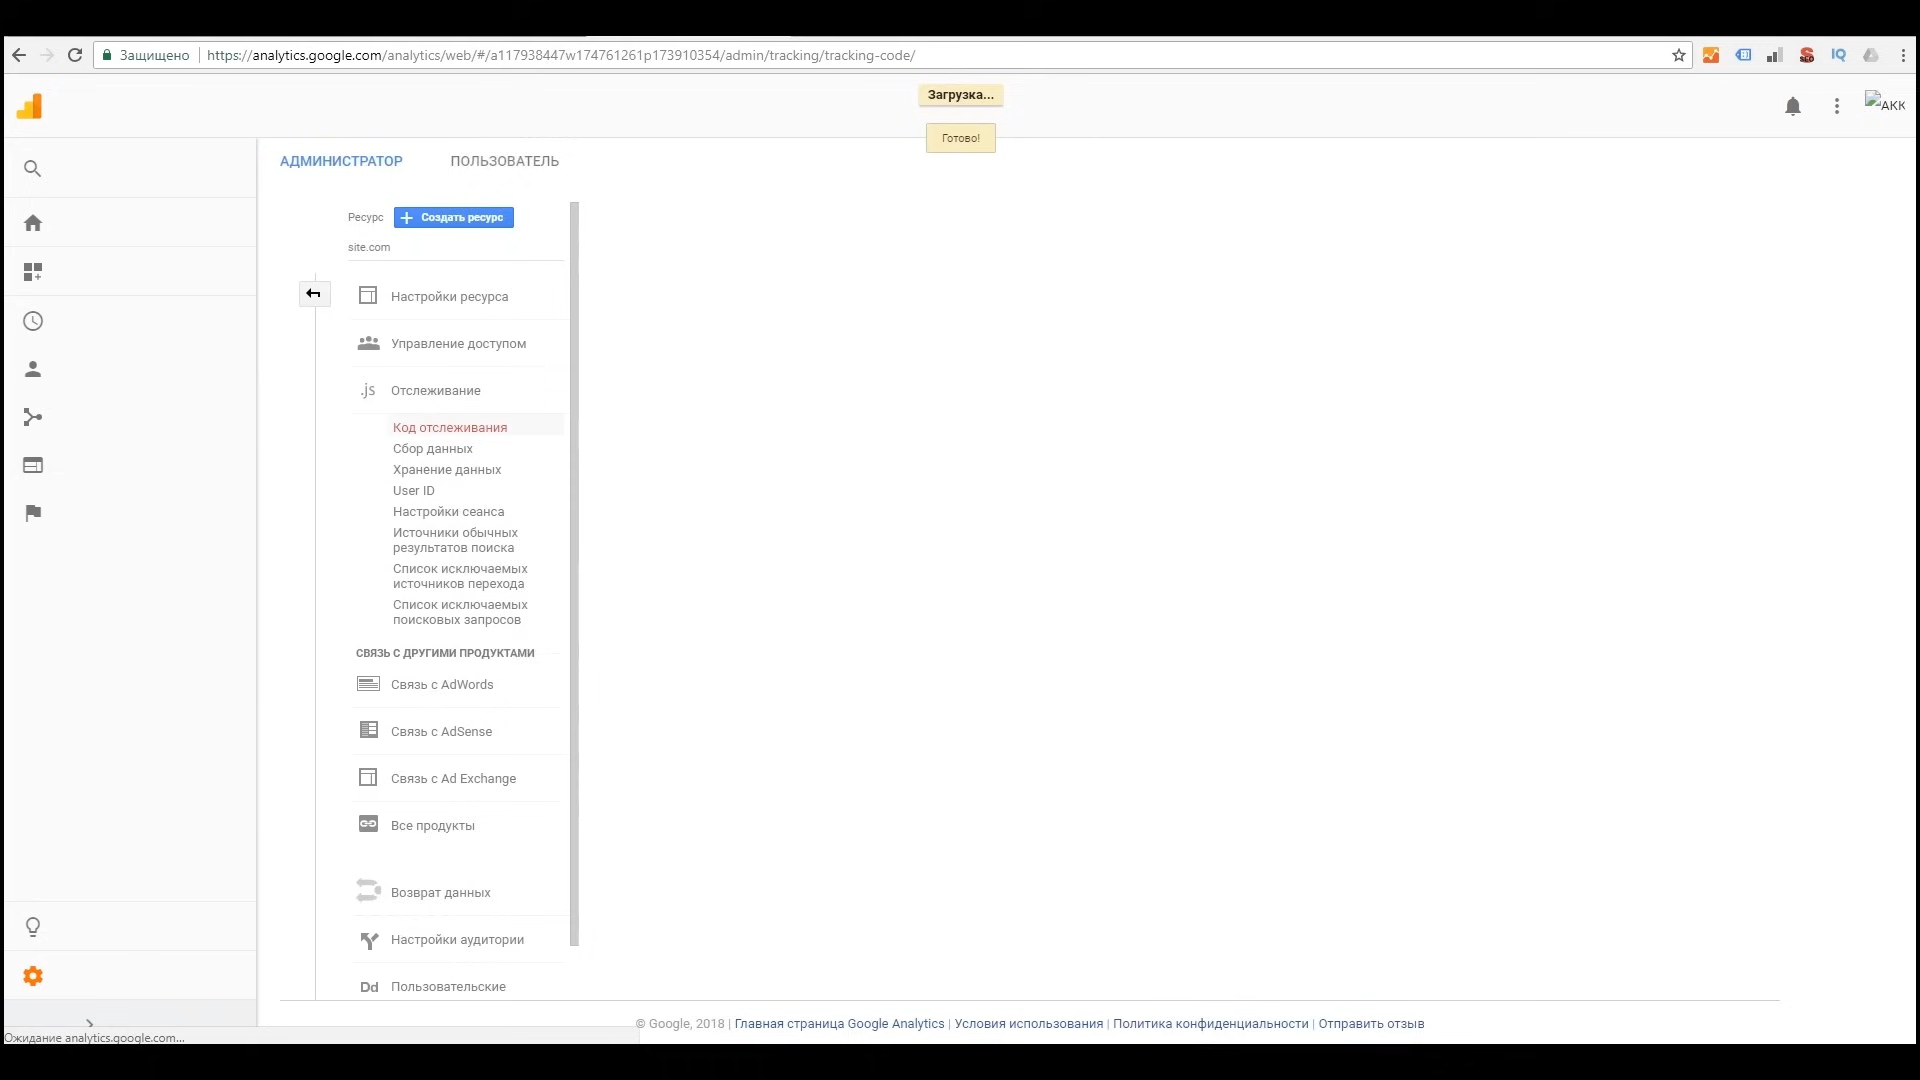 Защищено
https://analytics.google.com/analytics/web/#/a117938447w174761261p173910354/admin/tracking/tracking-code/
SEO
IQ
Загрузка...
АКК
Готово!
АДМИНИСТРАТОР
ПОЛЬЗОВАТЕЛЬ
Ресурс
Создать ресурс
site.com
Настройки ресурса
Управление доступом
.js Отслеживание
Код отслеживания
Сбор данных
Хранение данных
User ID
Настройки сеанса
Источники обычных
результатов поиска
Список исключаемых
источников перехода
Список исключаемых
поисковых запросов
СВЯЗЬ С ДРУГИМИ ПРОДУКТАМИ
Связь с AdWords
Связь с AdSense
Связь с Ad Exchange
Все продукты
Возврат данных
Настройки аудитории
Dd Пользовательские
© Google, 2018 | Главная страница Google Analytics | Условия использования | Политика конфиденциальности | Отправить отзыв
Ожидание analytics.google.com...